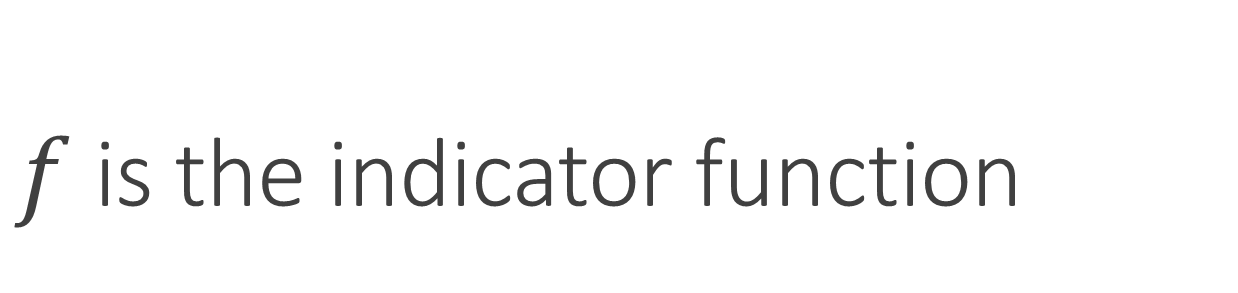 f is the indicator function